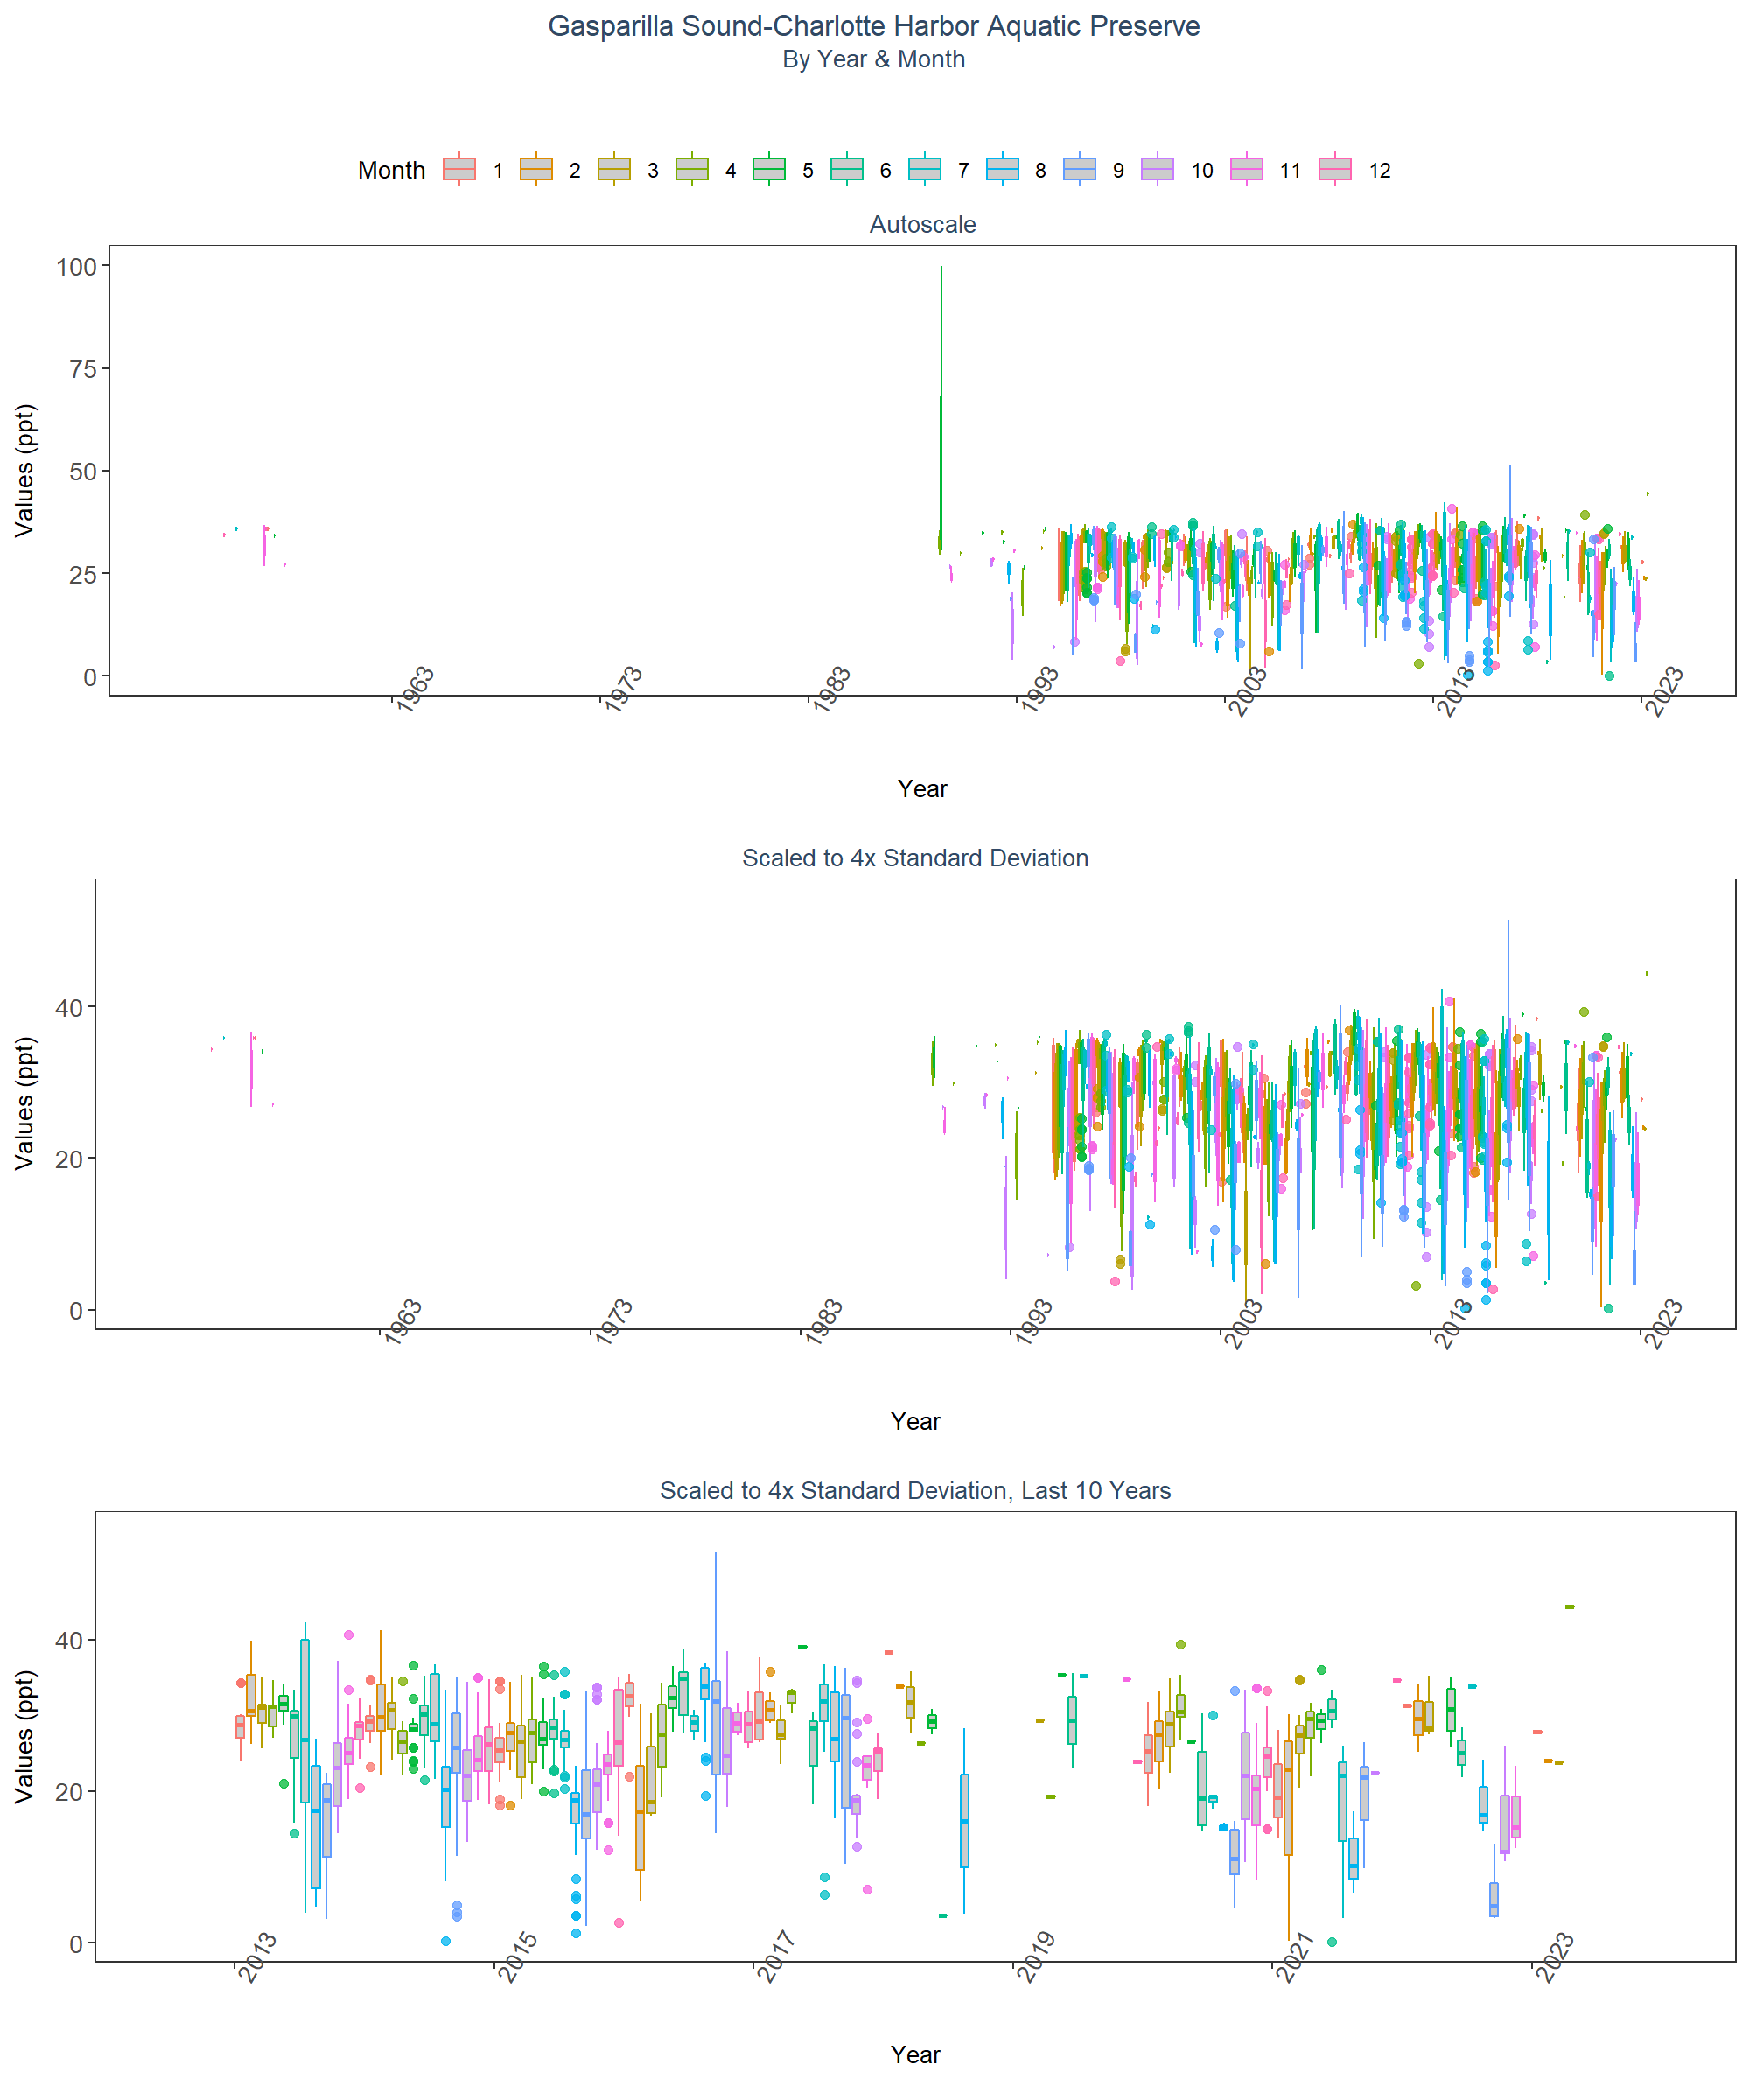 Gasparilla Sound-Charlotte Harbor Aquatic Preserve
By Year & Month
Month 1 2 3 4 5 6 7 8 9 10 11 12
Autoscale
Values (ppt)
100
75
50
25
0
1963 1973 1983 1993 2003 2013 2023
Year
Scaled to 4x Standard Deviation
Values (ppt)
40
20
0
1963 1973 1983 1993 2003 2013 2023
Year
Scaled to 4x Standard Deviation, Last 10 Years
Values (ppt)
40
20
0
2013 2015 2017 2019 2021 2023
Year